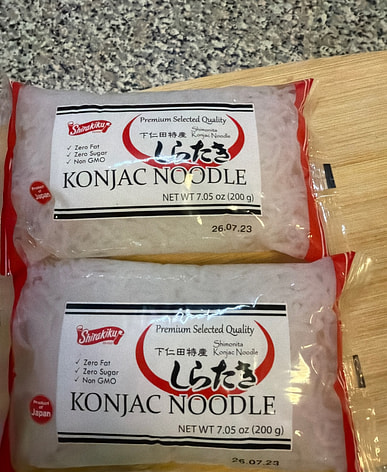 Shirakiku
Premium Selected Quality
下仁田特産
Shimonita
Konjac Noodle
✓ Zero Fat
✓ Zero Sugar
✓ Non GMO
しらたき
Product of
Japan
KONJAC NOODLE
NET WT 7.05 oz (200 g)
26.07.23
Shirakiku
Premium Selected Quality
下仁田特産
Shimonita
Konjac Noodle
✓ Zero Fat
✓ Zero Sugar
✓ Non GMO
しらたき
Product of
Japan
KONJAC NOODLE
NET WT 7.05 oz (200 g)
26.07.23